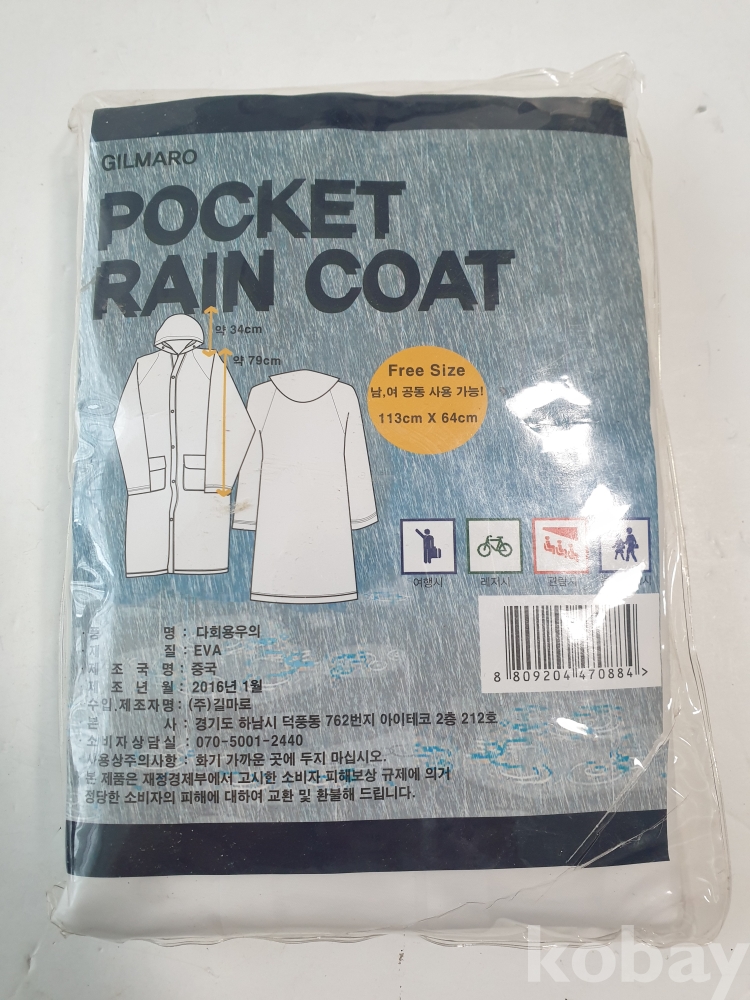 GILMARO
POCKET
RAIN COAT
약 34cm
약 79cm
Free Size
남,여 공동 사용 가능!
113cm X 64cm
여행시
레저시
관람시
명 : 다회용우의
질 : EVA
제 조 국 명 : 중국
제 조 년 월 : 2016년 1월
수입.제조자명 : (주)길마로
본 사 : 경기도 하남시 덕풍동 762번지 아이테코 2층 212호
소비자상담실 : 070-5001-2440
사용상주의사항 : 화기 가까운 곳에 두지 마십시오.
본 제품은 재정경제부에서 고시한 소비자 피해보상 규제에 의거
정당한 소비자의 피해에 대하여 교환 및 환불해 드립니다.
8 809204 470884 >
kobay